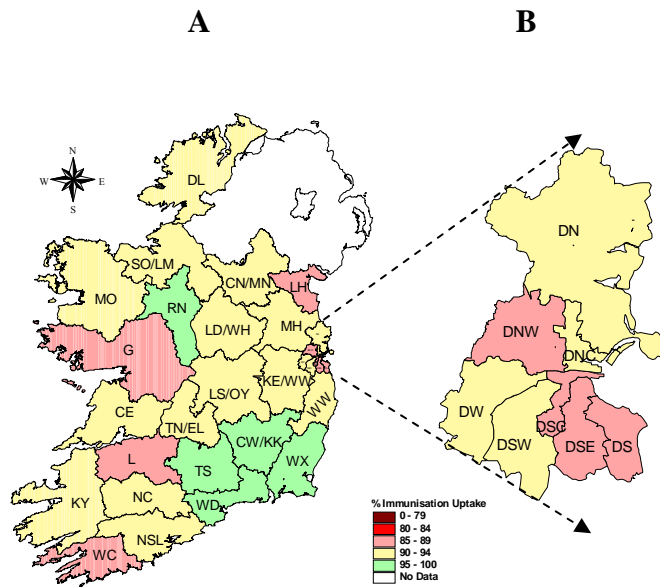 A B
N
W E
S
DL
SO/LM
CN/MN
LH
MO
RN
LD/WH
MH
G
KE/WW
LS/OY
WW
CE
TN/EL
CW/KK
L
TS
WX
KY
NC
WD
NSL
WC
DN
DNW
DNC
DW
DSC
DSW
DSE
DS
% Immunisation Uptake
0 - 79
80 - 84
85 - 89
90 - 94
95 - 100
No Data